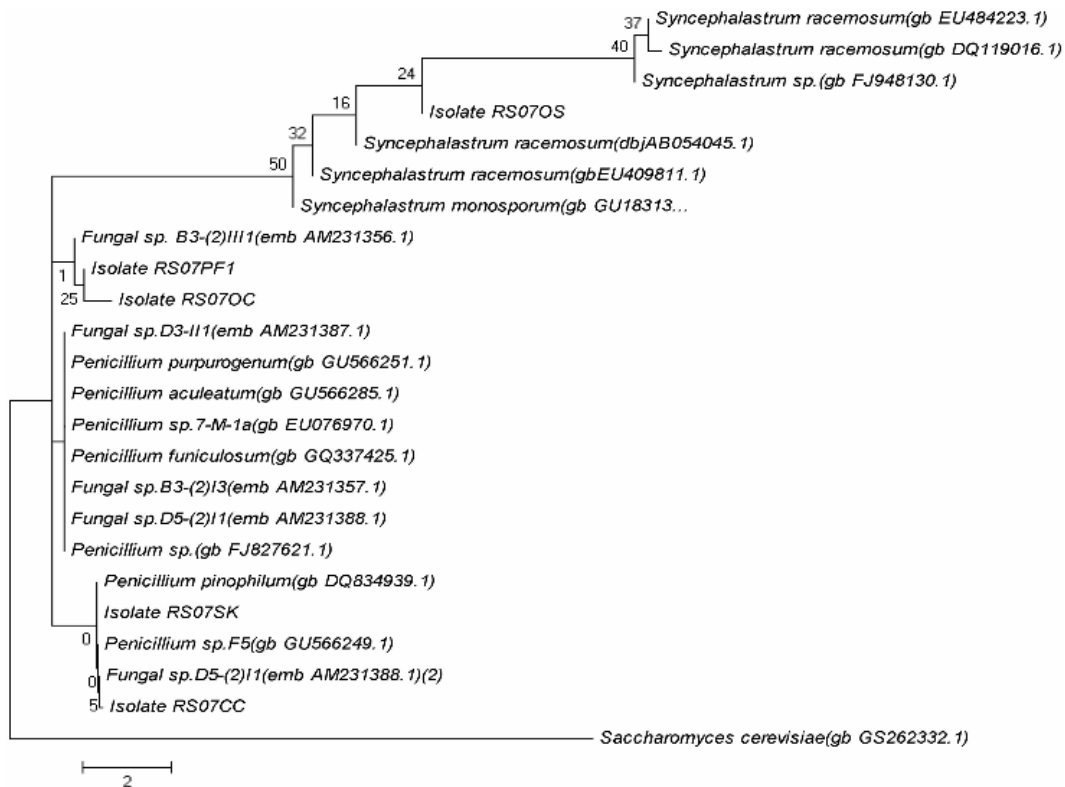 37 Syncephalastrum racemosum(gb EU484223.1)
40 Syncephalastrum racemosum(gb DQ119016.1)
24 Syncephalastrum sp.(gb FJ948130.1)
16 Isolate RS07OS
32 Syncephalastrum racemosum(dbjAB054045.1)
50 Syncephalastrum racemosum(gbEU409811.1)
Syncephalastrum monosporum(gb GU18313...
Fungal sp. B3-(2)III1(emb AM231356.1)
1 Isolate RS07PF1
25 Isolate RS07OC
Fungal sp.D3-II1(emb AM231387.1)
Penicillium purpurogenum(gb GU566251.1)
Penicillium aculeatum(gb GU566285.1)
Penicillium sp.7-M-1a(gb EU076970.1)
Penicillium funiculosum(gb GQ337425.1)
Fungal sp.B3-(2)I3(emb AM231357.1)
Fungal sp.D5-(2)I1(emb AM231388.1)
Penicillium sp.(gb FJ827621.1)
Penicillium pinophilum(gb DQ834939.1)
Isolate RS07SK
0 Penicillium sp.F5(gb GU566249.1)
0 Fungal sp.D5-(2)I1(emb AM231388.1)(2)
5 Isolate RS07CC
Saccharomyces cerevisiae(gb GS262332.1)
2